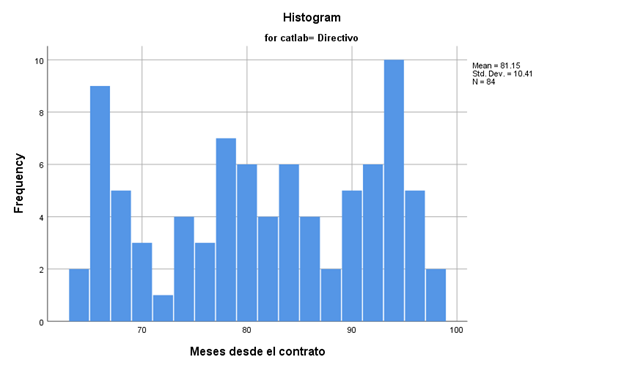 Histogram
for catlab= Directivo
Mean = 81.15
Std. Dev. = 10.41
N = 84
Frequency
10
8
6
4
2
0
70
80
90
100
Meses desde el contrato